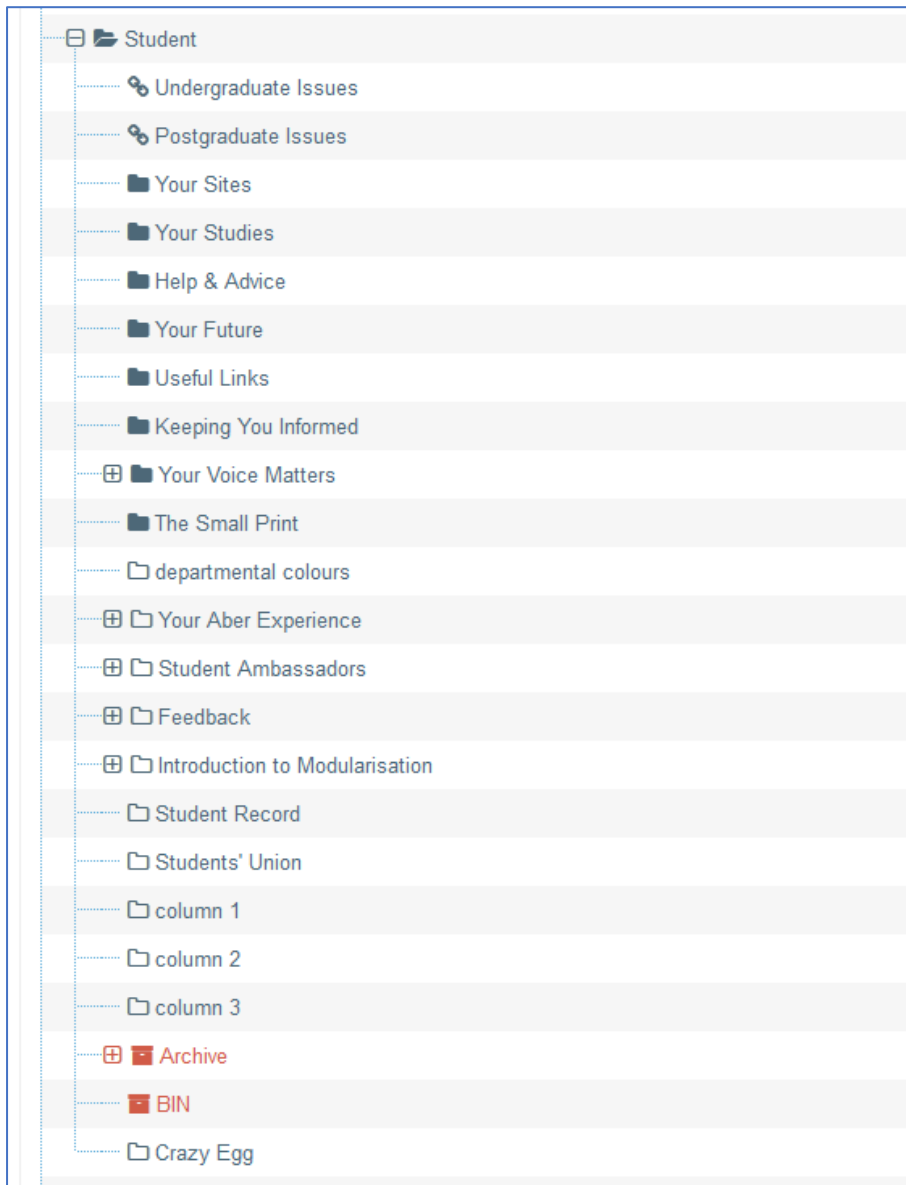 Student
Undergraduate Issues
Postgraduate Issues
Your Sites
Your Studies
Help & Advice
Your Future
Useful Links
Keeping You Informed
Your Voice Matters
The Small Print
departmental colours
Your Aber Experience
Student Ambassadors
Feedback
Introduction to Modularisation
Student Record
Students' Union
column 1
column 2
column 3
Archive
BIN
Crazy Egg